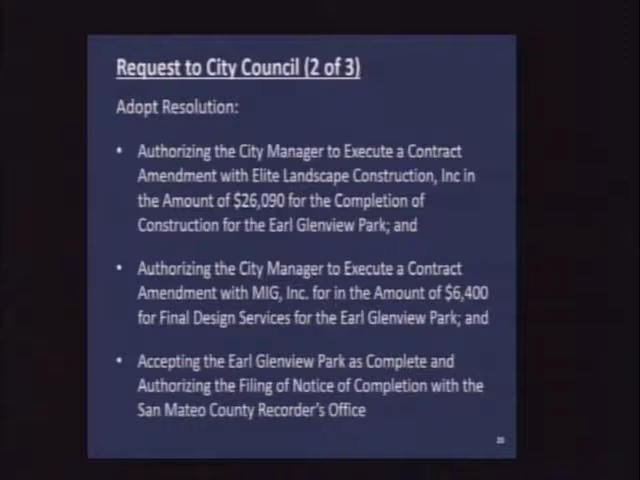 Request to City Council (2 of 3)
Adopt Resolution:
• Authorizing the City Manager to Execute a Contract
Amendment with Elite Landscape Construction, Inc in
the Amount of $26,090 for the Completion of
Construction for the Earl Glenview Park; and
• Authorizing the City Manager to Execute a Contract
Amendment with MIG, Inc. for in the Amount of $6,400
for Final Design Services for the Earl Glenview Park; and
• Accepting the Earl Glenview Park as Complete and
Authorizing the Filing of Notice of Completion with the
San Mateo County Recorder's Office